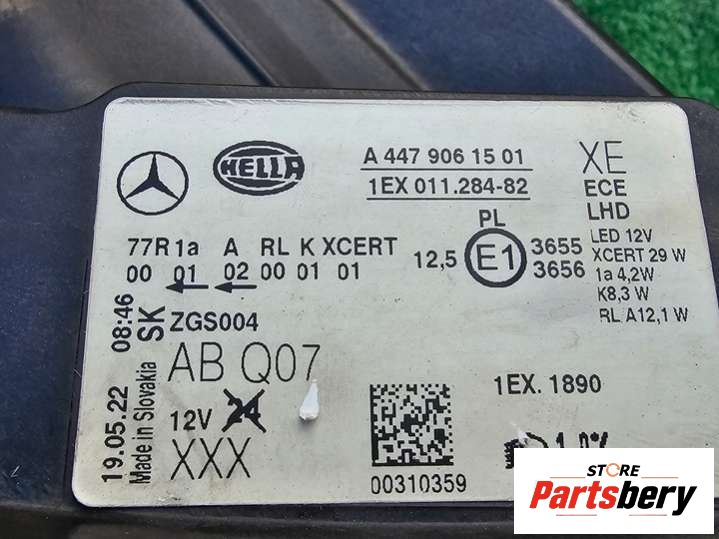 HELLA
A 447 906 15 01
1EX 011.284-82
XE
ECE
LHD
LED 12V
XCERT 29 W
1a 4,2W
K8,3 W
RL A12,1 W
77R 1a A RL K XCERT
00 01 02 00 01 01
12,5
PL
E1
3655
3656
19.05.22 08:46
Made in Slovakia
SK
ZGS004
AB Q07
12V 24
XXX
00310359
1EX. 1890
1.0%
STORE
Partsbery